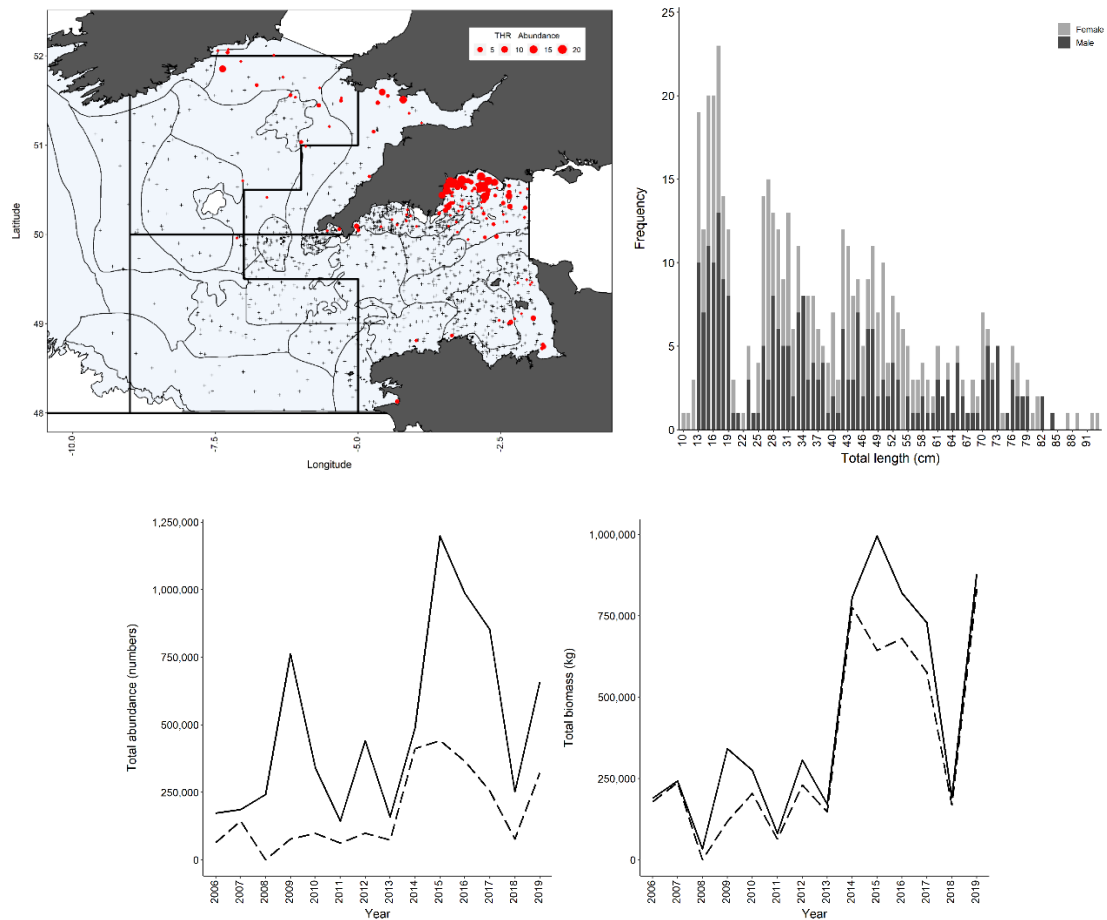 THR Abundance
5 10 15 20
52
51
50
49
48
Latitude
-10.0 -7.5 -5.0 -2.5
Longitude
Female
Male
25
20
15
10
5
0
Frequency
10 13 16 19 22 25 28 31 34 37 40 43 46 49 52 55 58 61 64 67 70 73 76 79 82 85 88 91
Total length (cm)
1,250,000
1,000,000
750,000
500,000
250,000
0
Total abundance (numbers)
2006 2007 2008 2009 2010 2011 2012 2013 2014 2015 2016 2017 2018 2019
Year
1,000,000
750,000
500,000
250,000
0
Total biomass (kg)
2006 2007 2008 2009 2010 2011 2012 2013 2014 2015 2016 2017 2018 2019
Year